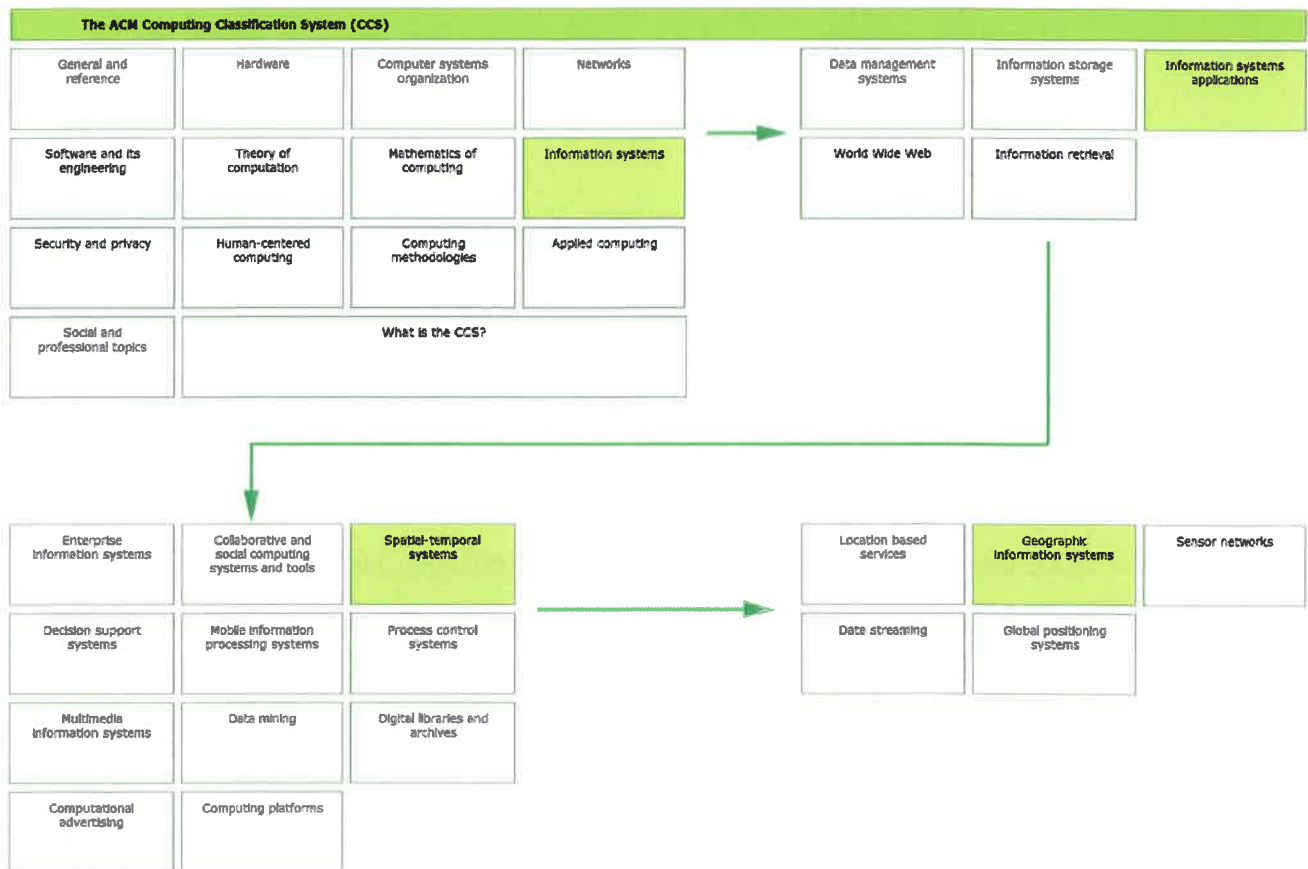 The ACM Computing Classification System (CCS)
General and
reference
Hardware
Computer systems
organization
Networks
Software and its
engineering
Theory of
computation
Mathematics of
computing
Information systems
Security and privacy
Human-centered
computing
Computing
methodologies
Applied computing
Social and
professional topics
What is the CCS?
Data management
systems
Information storage
systems
Information systems
applications
World Wide Web
Information retrieval
Enterprise
information systems
Collaborative and
social computing
systems and tools
Spatial-temporal
systems
Decision support
systems
Mobile information
processing systems
Process control
systems
Multimedia
information systems
Data mining
Digital libraries and
archives
Computational
advertising
Computing platforms
Location based
services
Geographic
information systems
Sensor networks
Date streaming
Global positioning
systems